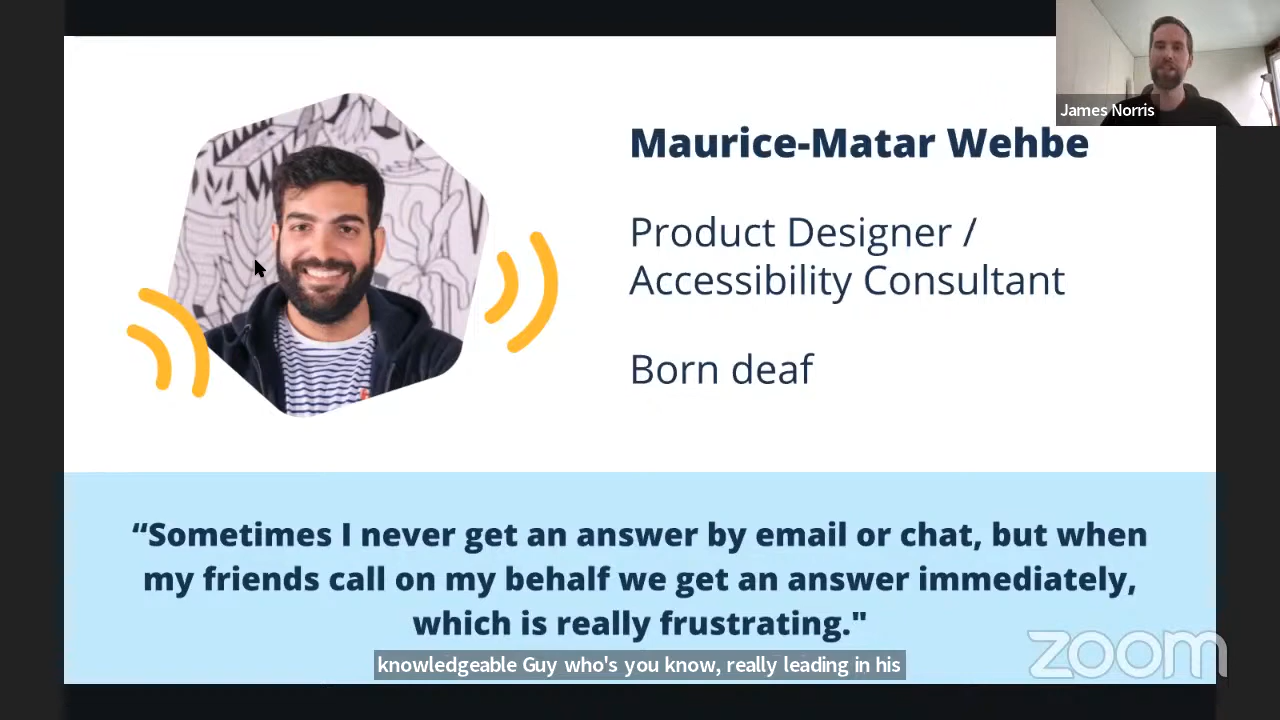 James Norris
Maurice-Matar Wehbe
Product Designer /
Accessibility Consultant
Born deaf
“Sometimes I never get an answer by email or chat, but when
my friends call on my behalf we get an answer immediately,
which is really frustrating."
knowledgeable Guy who's you know, really leading in his
zoom